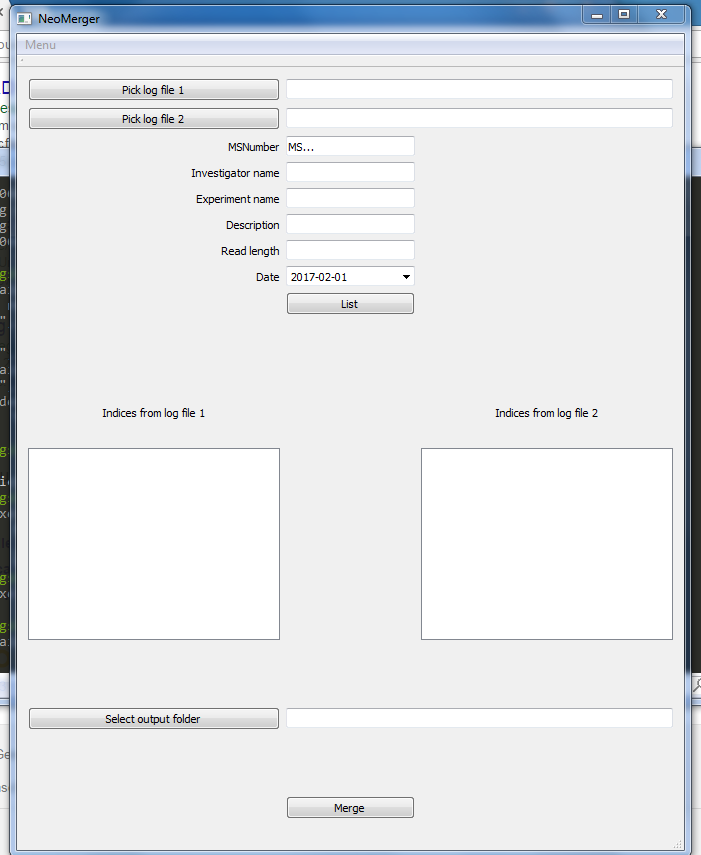 NeoMerger
Menu
Pick log file 1
Pick log file 2
MSNumber MS...
Investigator name
Experiment name
Description
Read length
Date 2017-02-01
List
Indices from log file 1 Indices from log file 2
Select output folder
Merge